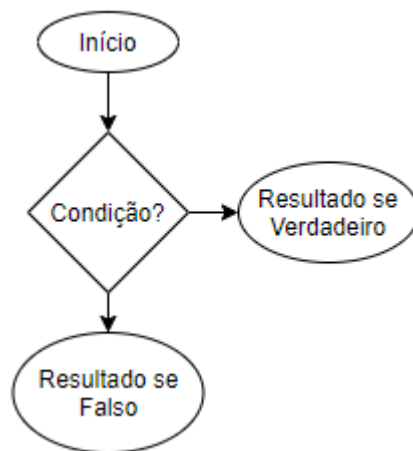 Início
Condição?
Resultado se
Verdadeiro
Resultado se
Falso